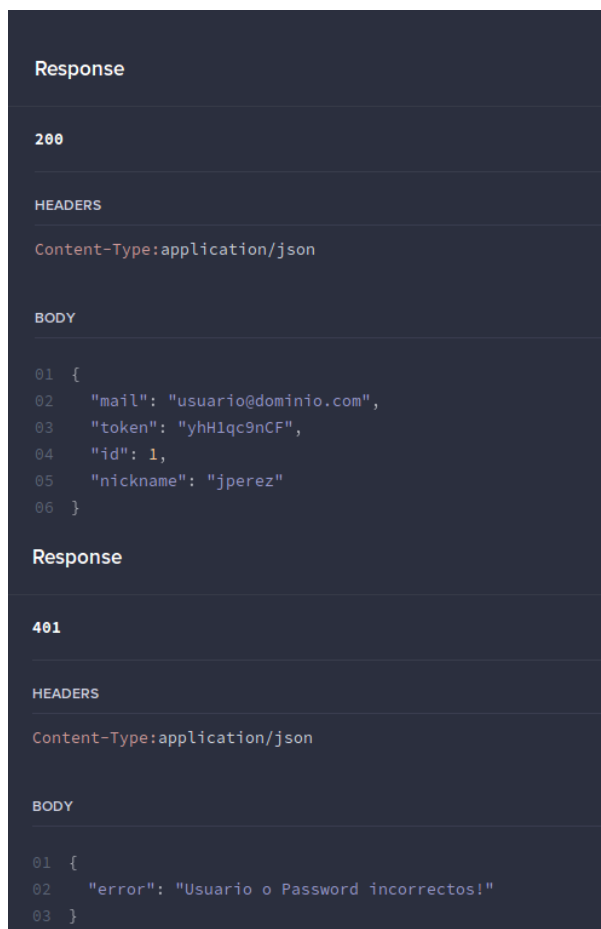 Response
200
HEADERS
Content-Type:application/json
BODY
01 {
02 "mail": "usuario@dominio.com",
03 "token": "yhH1qc9nCF",
04 "id": 1,
05 "nickname": "jperez"
06 }
Response
401
HEADERS
Content-Type:application/json
BODY
01 {
02 "error": "Usuario o Password incorrectos!"
03 }